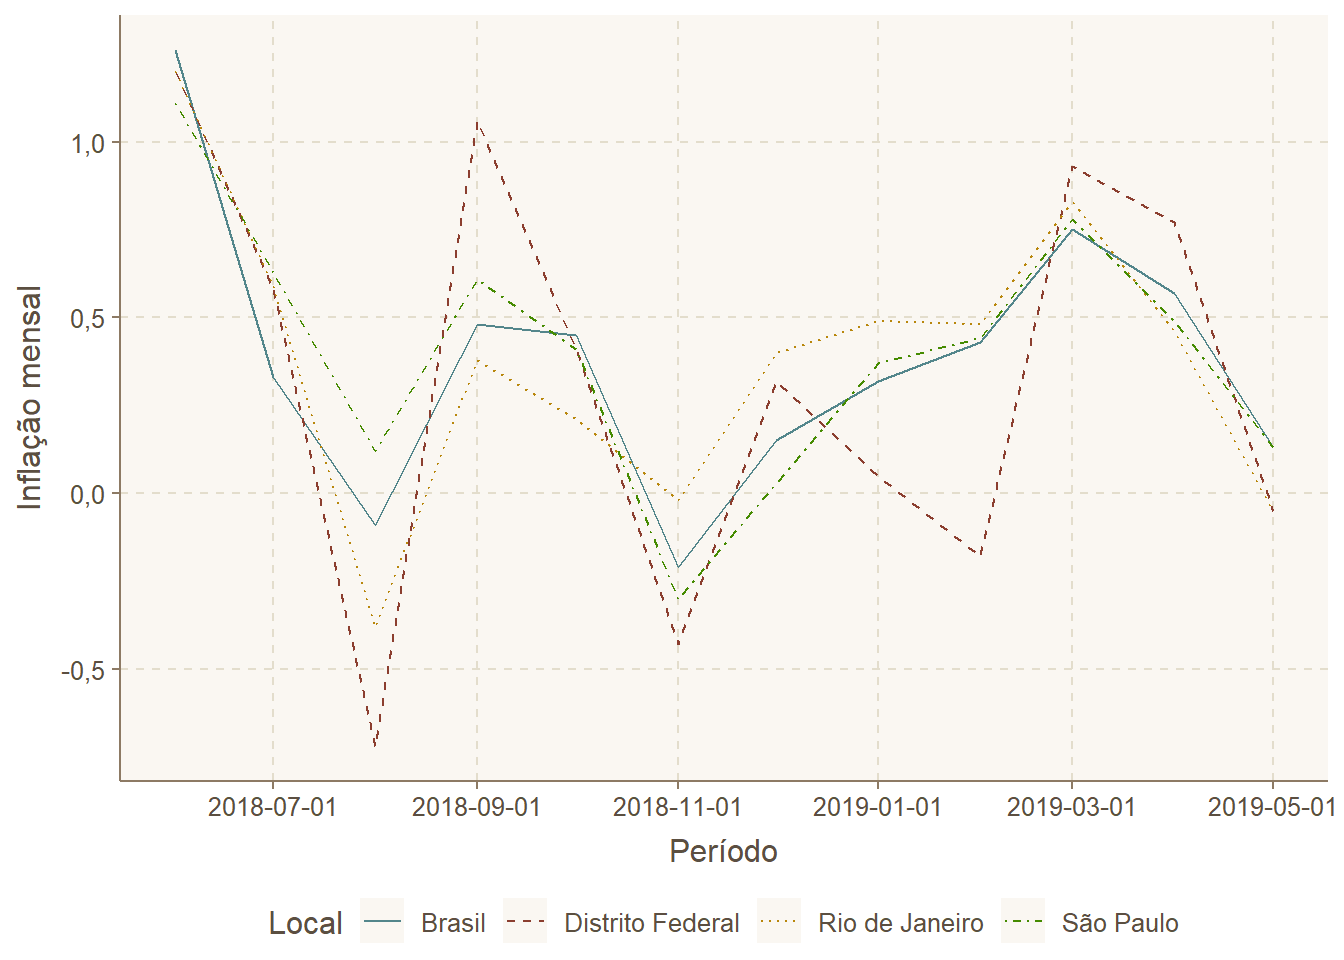 Inflação mensal
1,0
0,5
0,0
-0,5
2018-07-01 2018-09-01 2018-11-01 2019-01-01 2019-03-01 2019-05-01
Período
Local Brasil Distrito Federal Rio de Janeiro São Paulo